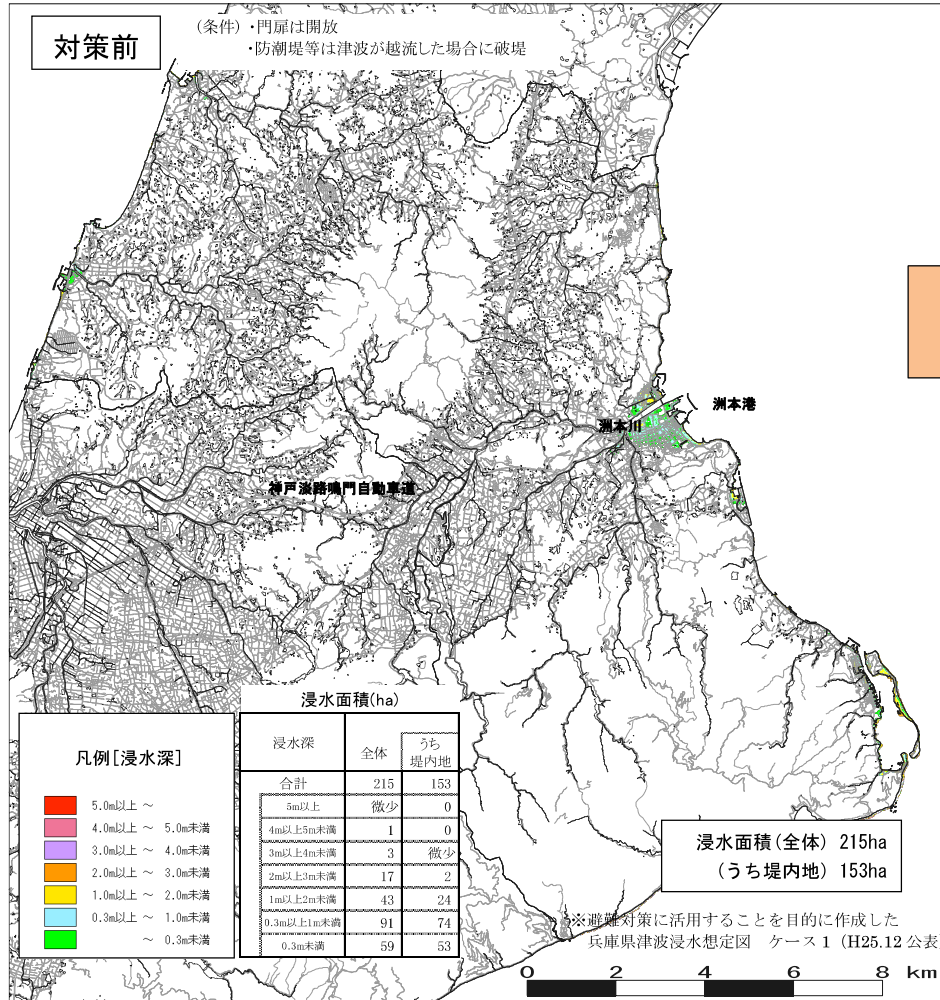 対策前
(条件)・門扉は開放
・防潮堤等は津波が越流した場合に破堤
洲本港
洲本川
神戸淡路鳴門自動車道
凡例[浸水深]
5.0m以上 ～
4.0m以上 ～ 5.0m未満
3.0m以上 ～ 4.0m未満
2.0m以上 ～ 3.0m未満
1.0m以上 ～ 2.0m未満
0.3m以上 ～ 1.0m未満
～ 0.3m未満
浸水面積(ha)
浸水深 全体 うち堤内地
合計 215 153
5m以上 微少 0
4m以上5m未満 1 0
3m以上4m未満 3 微少
2m以上3m未満 17 2
1m以上2m未満 43 24
0.3m以上1m未満 91 74
0.3m未満 59 53
浸水面積(全体) 215ha
(うち堤内地) 153ha
※避難対策に活用することを目的に作成した
兵庫県津波浸水想定図 ケース1(H25.12公表)
0 2 4 6 8 km